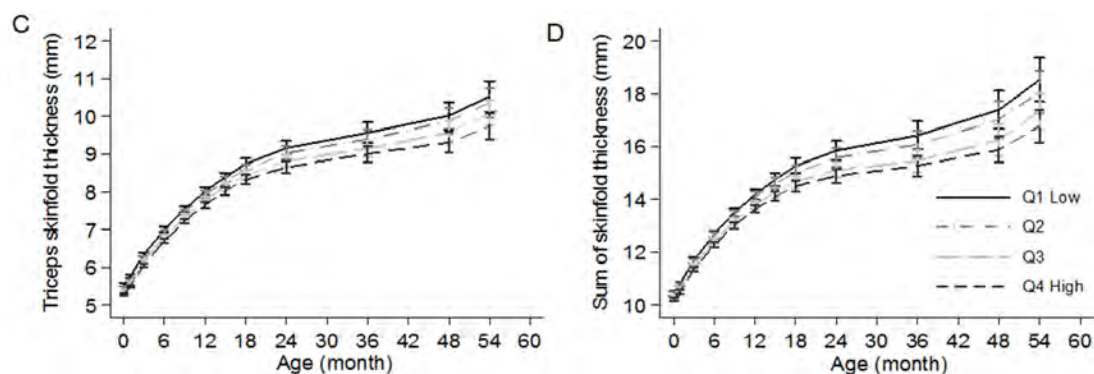 C
Triceps skinfold thickness (mm)
12
11
10
9
8
7
6
5
0 6 12 18 24 30 36 42 48 54 60
Age (month)
D
Sum of skinfold thickness (mm)
20
18
16
14
12
10
Q1 Low
Q2
Q3
Q4 High
0 6 12 18 24 30 36 42 48 54 60
Age (month)